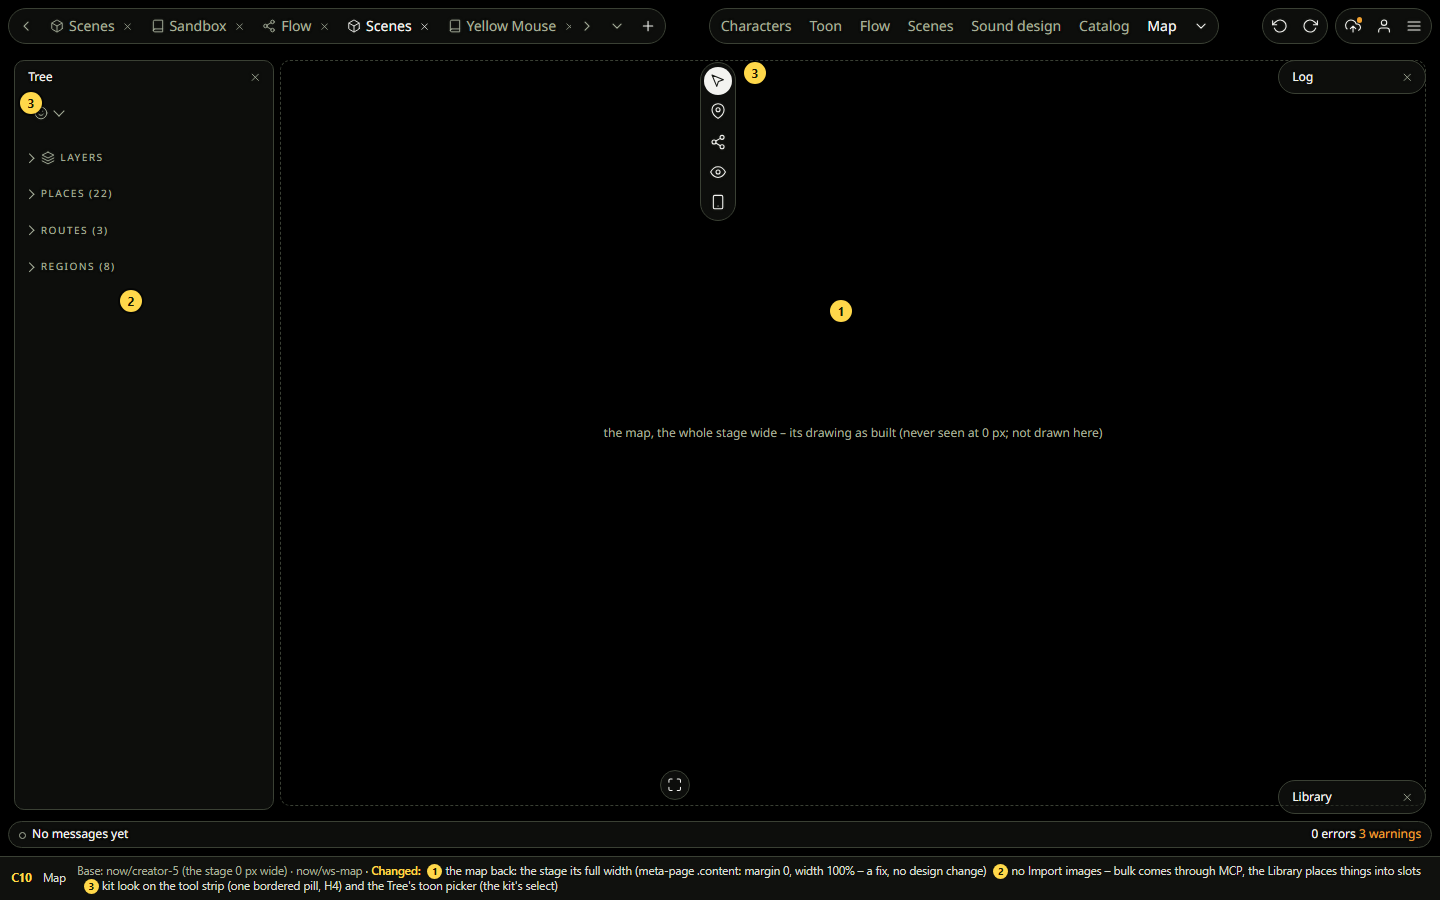 Scenes Sandbox Flow Scenes Yellow Mouse Characters Toon Flow Scenes Sound design Catalog Map
Tree
3
LAYERS
PLACES (22)
ROUTES (3)
REGIONS (8)
2
3
1
the map, the whole stage wide – its drawing as built (never seen at 0 px; not drawn here)
Log
Library
No messages yet 0 errors 3 warnings
C10 Map Base: now/creator-5 (the stage 0 px wide) · now/ws-map · Changed: 1 the map back: the stage its full width (meta-page .content: margin 0, width 100% – a fix, no design change) 2 no Import images – bulk comes through MCP, the Library places things into slots
3 kit look on the tool strip (one bordered pill, H4) and the Tree's toon picker (the kit's select)